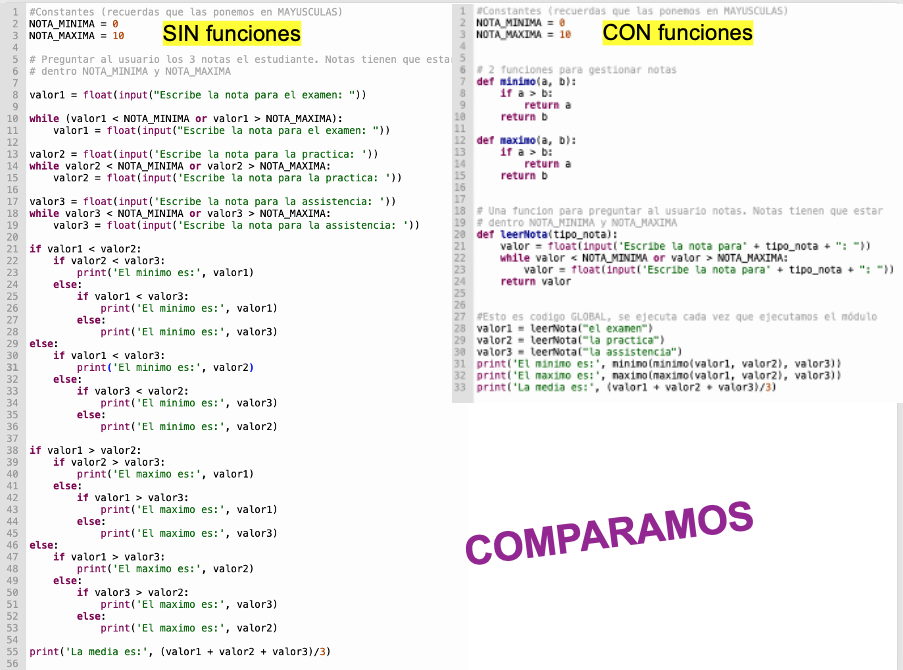 SIN funciones
1 #Constantes (recuerdas que las ponemos en MAYUSCULAS)
2 NOTA_MINIMA = 0
3 NOTA_MAXIMA = 10
4
5 # Preguntar al usuario los 3 notas el estudiante. Notas tienen que esta
6 # dentro NOTA_MINIMA y NOTA_MAXIMA
7
8 valor1 = float(input("Escribe la nota para el examen: "))
9
10 while (valor1 < NOTA_MINIMA or valor1 > NOTA_MAXIMA):
11     valor1 = float(input("Escribe la nota para el examen: "))
12
13 valor2 = float(input('Escribe la nota para la practica: '))
14 while valor2 < NOTA_MINIMA or valor2 > NOTA_MAXIMA:
15     valor2 = float(input('Escribe la nota para la practica: '))
16
17 valor3 = float(input('Escribe la nota para la assistencia: '))
18 while valor3 < NOTA_MINIMA or valor3 > NOTA_MAXIMA:
19     valor3 = float(input('Escribe la nota para la assistencia: '))
20
21 if valor1 < valor2:
22     if valor2 < valor3:
23         print('El minimo es:', valor1)
24     else:
25         if valor1 < valor3:
26             print('El minimo es:', valor1)
27         else:
28             print('El minimo es:', valor3)
29 else:
30     if valor1 < valor3:
31         print('El minimo es:', valor2)
32     else:
33         if valor3 < valor2:
34             print('El minimo es:', valor3)
35         else:
36             print('El minimo es:', valor2)
37
38 if valor1 > valor2:
39     if valor2 > valor3:
40         print('El maximo es:', valor1)
41     else:
42         if valor1 > valor3:
43             print('El maximo es:', valor1)
44         else:
45             print('El maximo es:', valor3)
46 else:
47     if valor1 > valor3:
48         print('El maximo es:', valor2)
49     else:
50         if valor3 > valor2:
51             print('El maximo es:', valor3)
52         else:
53             print('El maximo es:', valor2)
54
55 print('La media es:', (valor1 + valor2 + valor3)/3)
56
CON funciones
1 #Constantes (recuerdas que las ponemos en MAYUSCULAS)
2 NOTA_MINIMA = 0
3 NOTA_MAXIMA = 10
4
5
6 # 2 funciones para gestionar notas
7 def minimo(a, b):
8     if a > b:
9         return a
10     return b
11
12 def maximo(a, b):
13     if a > b:
14         return a
15     return b
16
17
18 # Una funcion para preguntar al usuario notas. Notas tienen que estar
19 # dentro NOTA_MINIMA y NOTA_MAXIMA
20 def leerNota(tipo_nota):
21     valor = float(input('Escribe la nota para' + tipo_nota + ": "))
22     while valor < NOTA_MINIMA or valor > NOTA_MAXIMA:
23         valor = float(input('Escribe la nota para' + tipo_nota + ": "))
24     return valor
25
26
27 #Esto es codigo GLOBAL, se ejecuta cada vez que ejecutamos el módulo
28 valor1 = leerNota("el examen")
29 valor2 = leerNota("la practica")
30 valor3 = leerNota("la assistencia")
31 print('El minimo es:', minimo(minimo(valor1, valor2), valor3))
32 print('El maximo es:', maximo(maximo(valor1, valor2), valor3))
33 print('La media es:', (valor1 + valor2 + valor3)/3)
COMPARAMOS